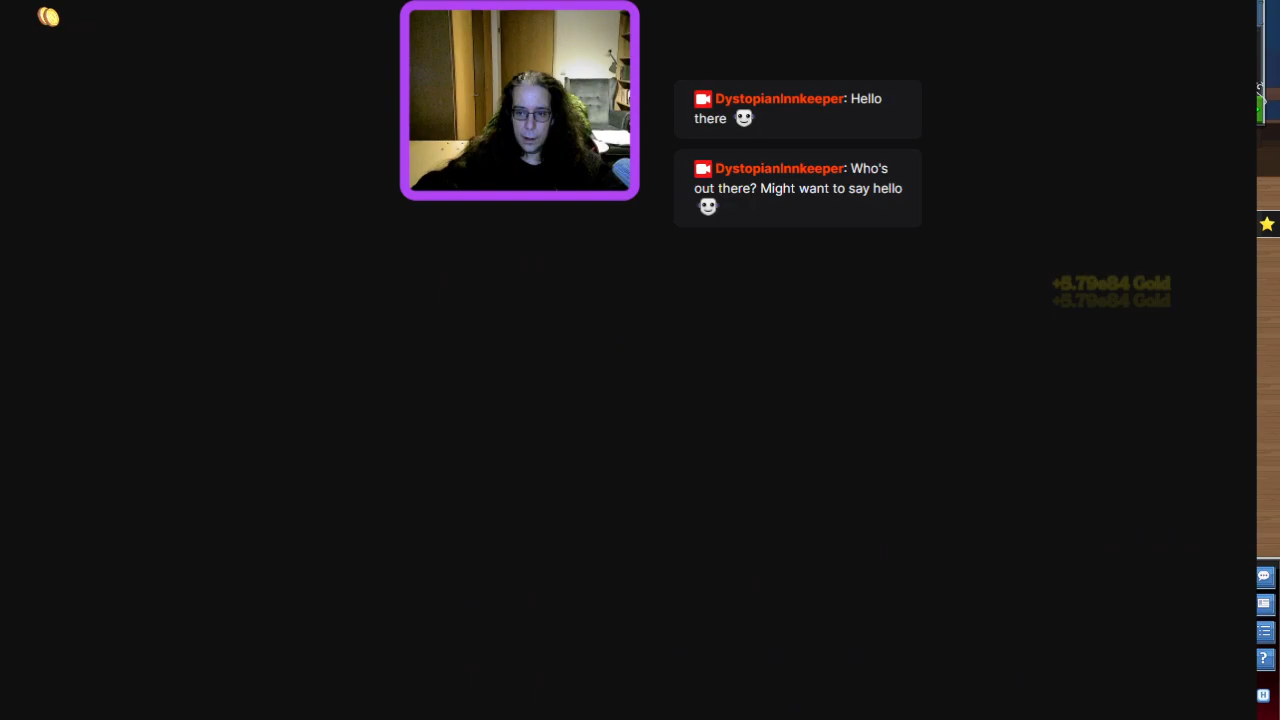 DystopianInnkeeper: Hello
there
DystopianInnkeeper: Who's
out there? Might want to say hello
+5.79e84 Gold
+5.79e84 Gold
?
H